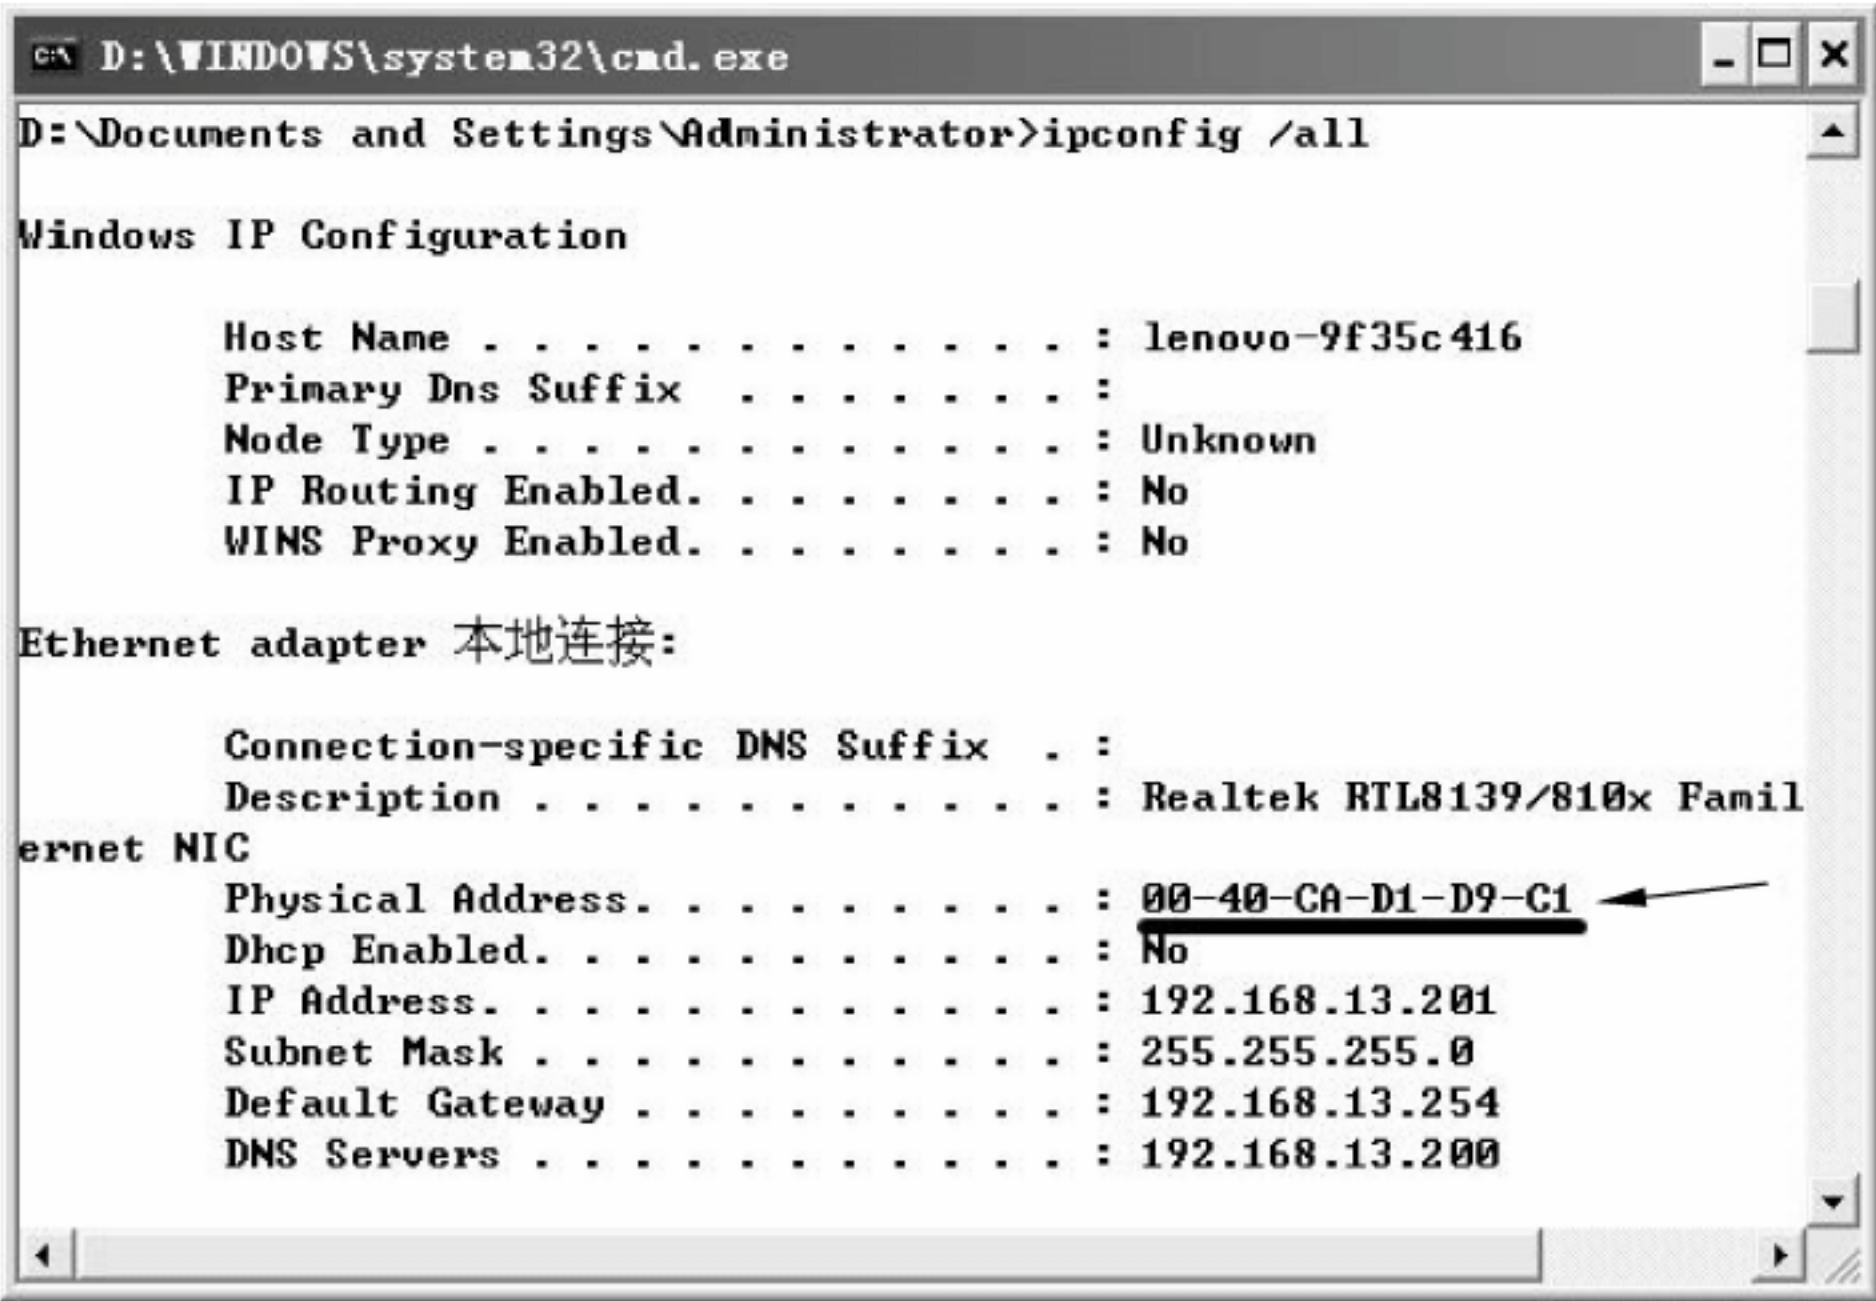 D:\WINDOWS\system32\cmd.exe
D:\Documents and Settings\Administrator>ipconfig /all
Windows IP Configuration
Host Name . . . . . . . . . . . . : lenovo-9f35c416
Primary Dns Suffix  . . . . . . . :
Node Type . . . . . . . . . . . . : Unknown
IP Routing Enabled. . . . . . . . : No
WINS Proxy Enabled. . . . . . . . : No
Ethernet adapter 本地连接:
Connection-specific DNS Suffix  . :
Description . . . . . . . . . . . : Realtek RTL8139/810x Famil
ernet NIC
Physical Address. . . . . . . . . : 00-40-CA-D1-D9-C1
Dhcp Enabled. . . . . . . . . . . : No
IP Address. . . . . . . . . . . . : 192.168.13.201
Subnet Mask . . . . . . . . . . . : 255.255.255.0
Default Gateway . . . . . . . . . : 192.168.13.254
DNS Servers . . . . . . . . . . . : 192.168.13.200